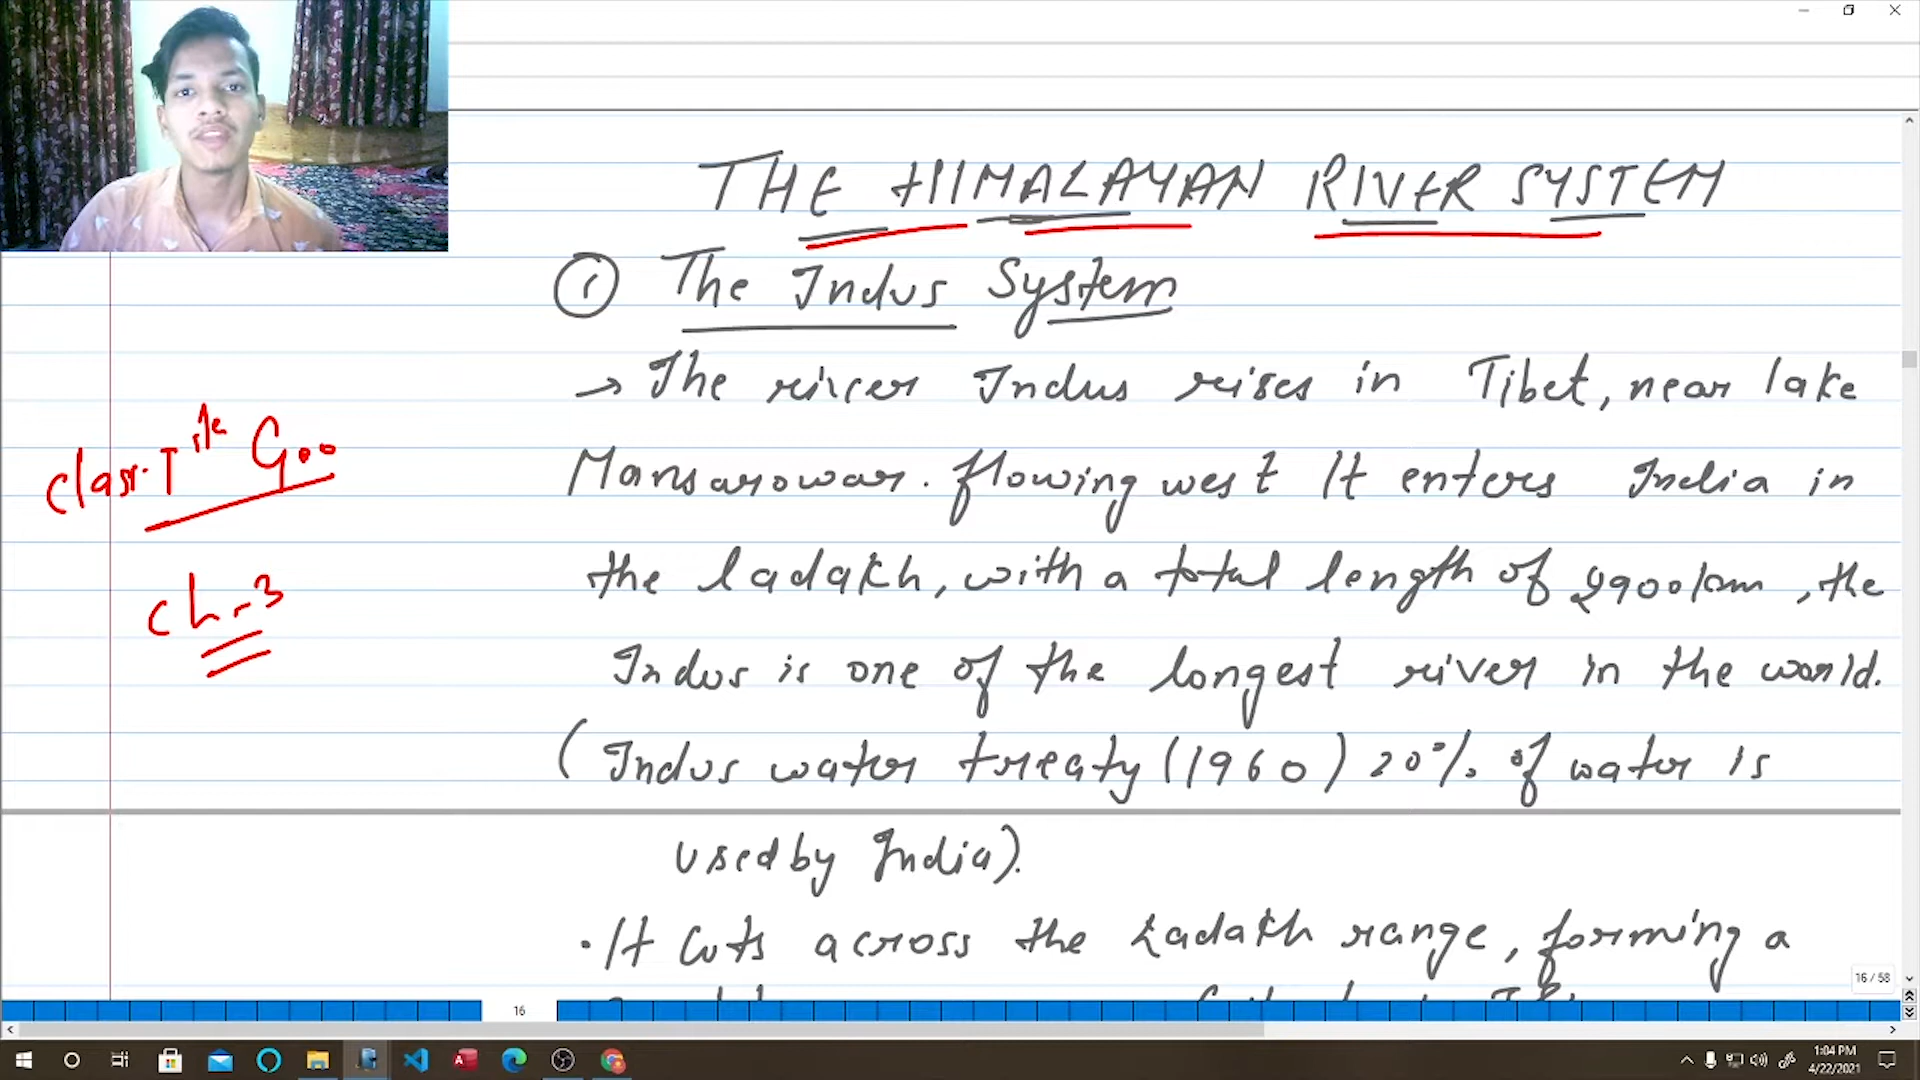 THE HIMALAYAN RIVER SYSTEM
① The Indus System
→ The river Indus rises in Tibet, near lake
Mansarowar. flowing west It enters India in
the ladakh, with a total length of 2900km, the
Indus is one of the longest river in the world.
(Indus water treaty (1960) 20% of water is
used by India).
• It cuts across the Ladakh range, forming a
Class-
Ch-3
16 / 58
16
1:04 PM
4/22/2021